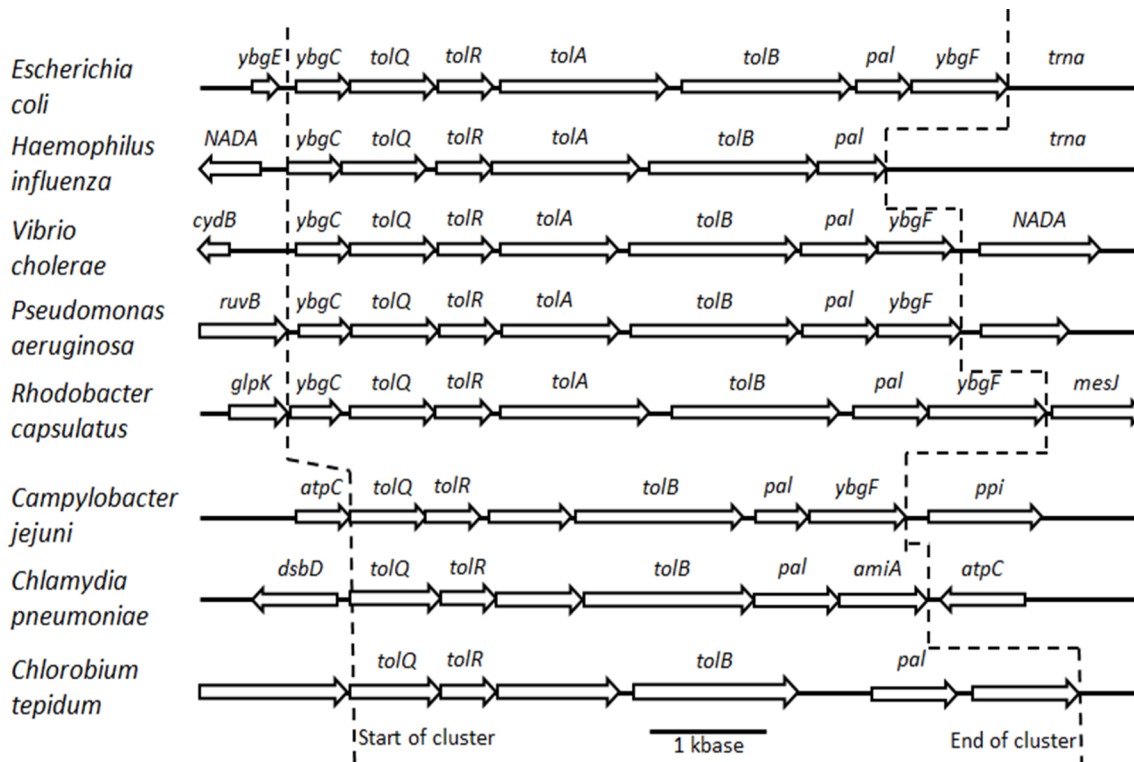 ybgE ybgC tolQ tolR tolA tolB pal ybgF trna
Escherichia
coli
NADA ybgC tolQ tolR tolA tolB pal trna
Haemophilus
influenza
cydB ybgC tolQ tolR tolA tolB pal ybgF NADA
Vibrio
cholerae
ruvB ybgC tolQ tolR tolA tolB pal ybgF
Pseudomonas
aeruginosa
glpK ybgC tolQ tolR tolA tolB pal ybgF mesJ
Rhodobacter
capsulatus
atpC tolQ tolR tolB pal ybgF ppi
Campylobacter
jejuni
dsbD tolQ tolR tolB pal amiA atpC
Chlamydia
pneumoniae
tolQ tolR tolB pal
Chlorobium
tepidum
Start of cluster
1 kbase
End of cluster